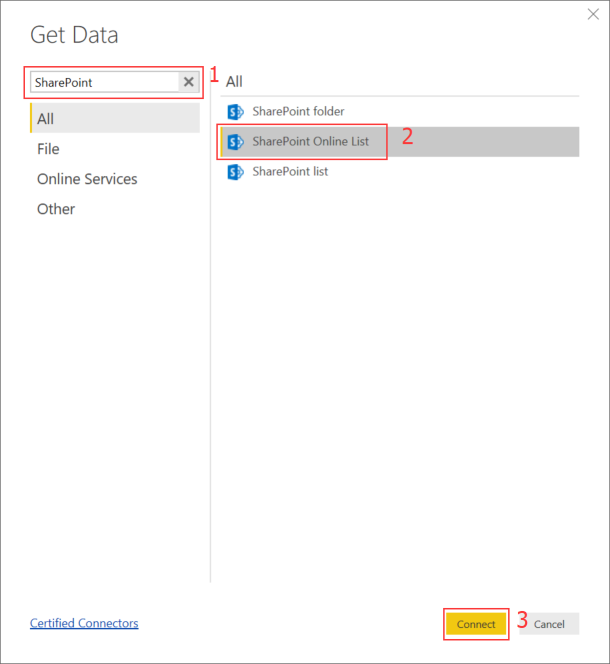 Get Data
SharePoint
1
All
File
Online Services
Other
All
SharePoint folder
SharePoint Online List
2
SharePoint list
Certified Connectors
Connect
3
Cancel